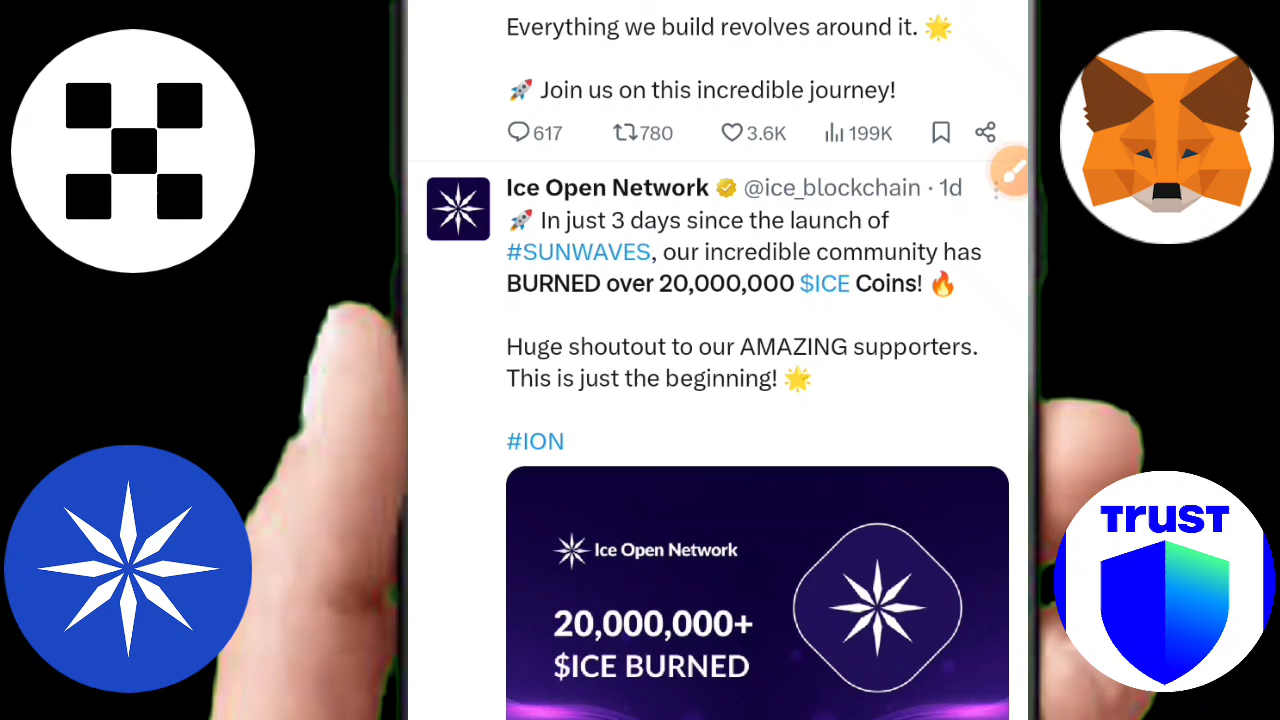 Everything we build revolves around it. 🌟
🚀 Join us on this incredible journey!
617 780 3.6K 199K
Ice Open Network @ice_blockchain · 1d
🚀 In just 3 days since the launch of
#SUNWAVES, our incredible community has
BURNED over 20,000,000 $ICE Coins! 🔥
Huge shoutout to our AMAZING supporters.
This is just the beginning! 🌟
#ION
Ice Open Network
20,000,000+
$ICE BURNED
TRUST